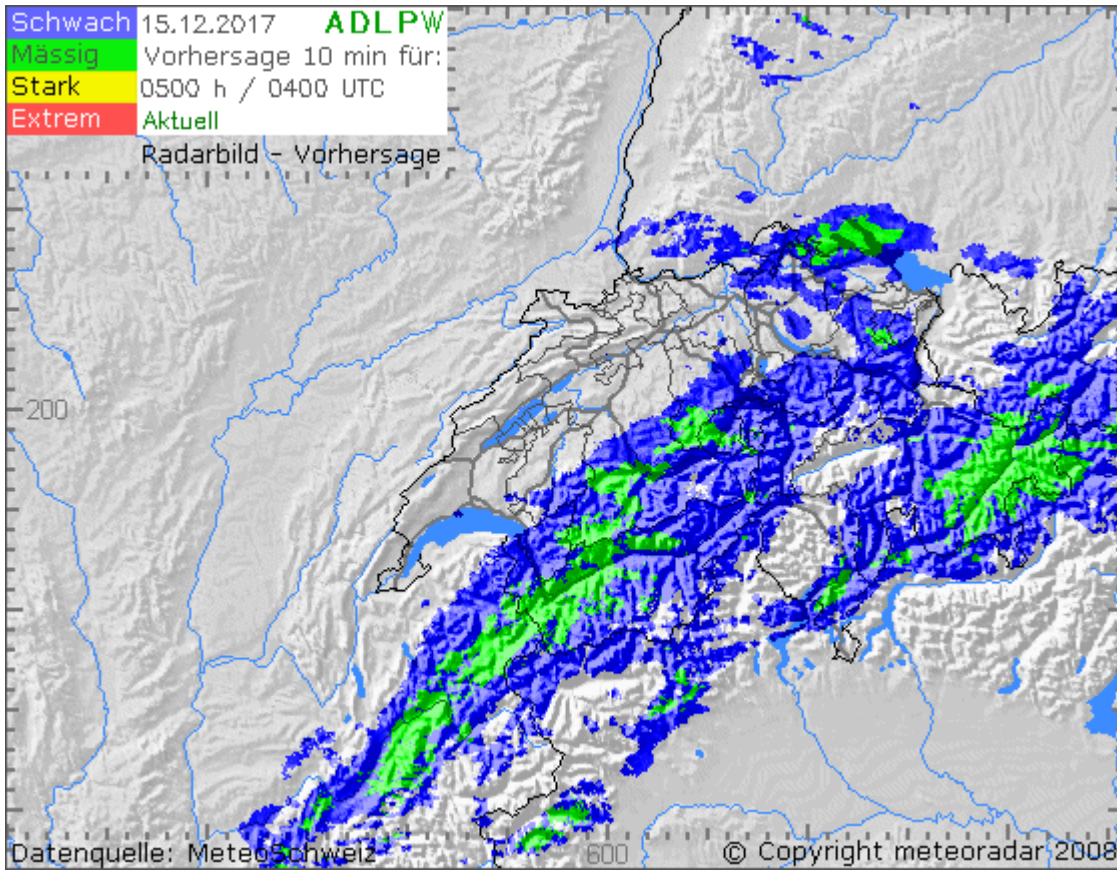 Schwach 15.12.2017 ADLPW
Mässig Vorhersage 10 min für:
Stark 0500 h / 0400 UTC
Extrem Aktuell
Radarbild - Vorhersage
200
Datenquelle: MeteoSchweiz 600 © Copyright meteoradar 2008